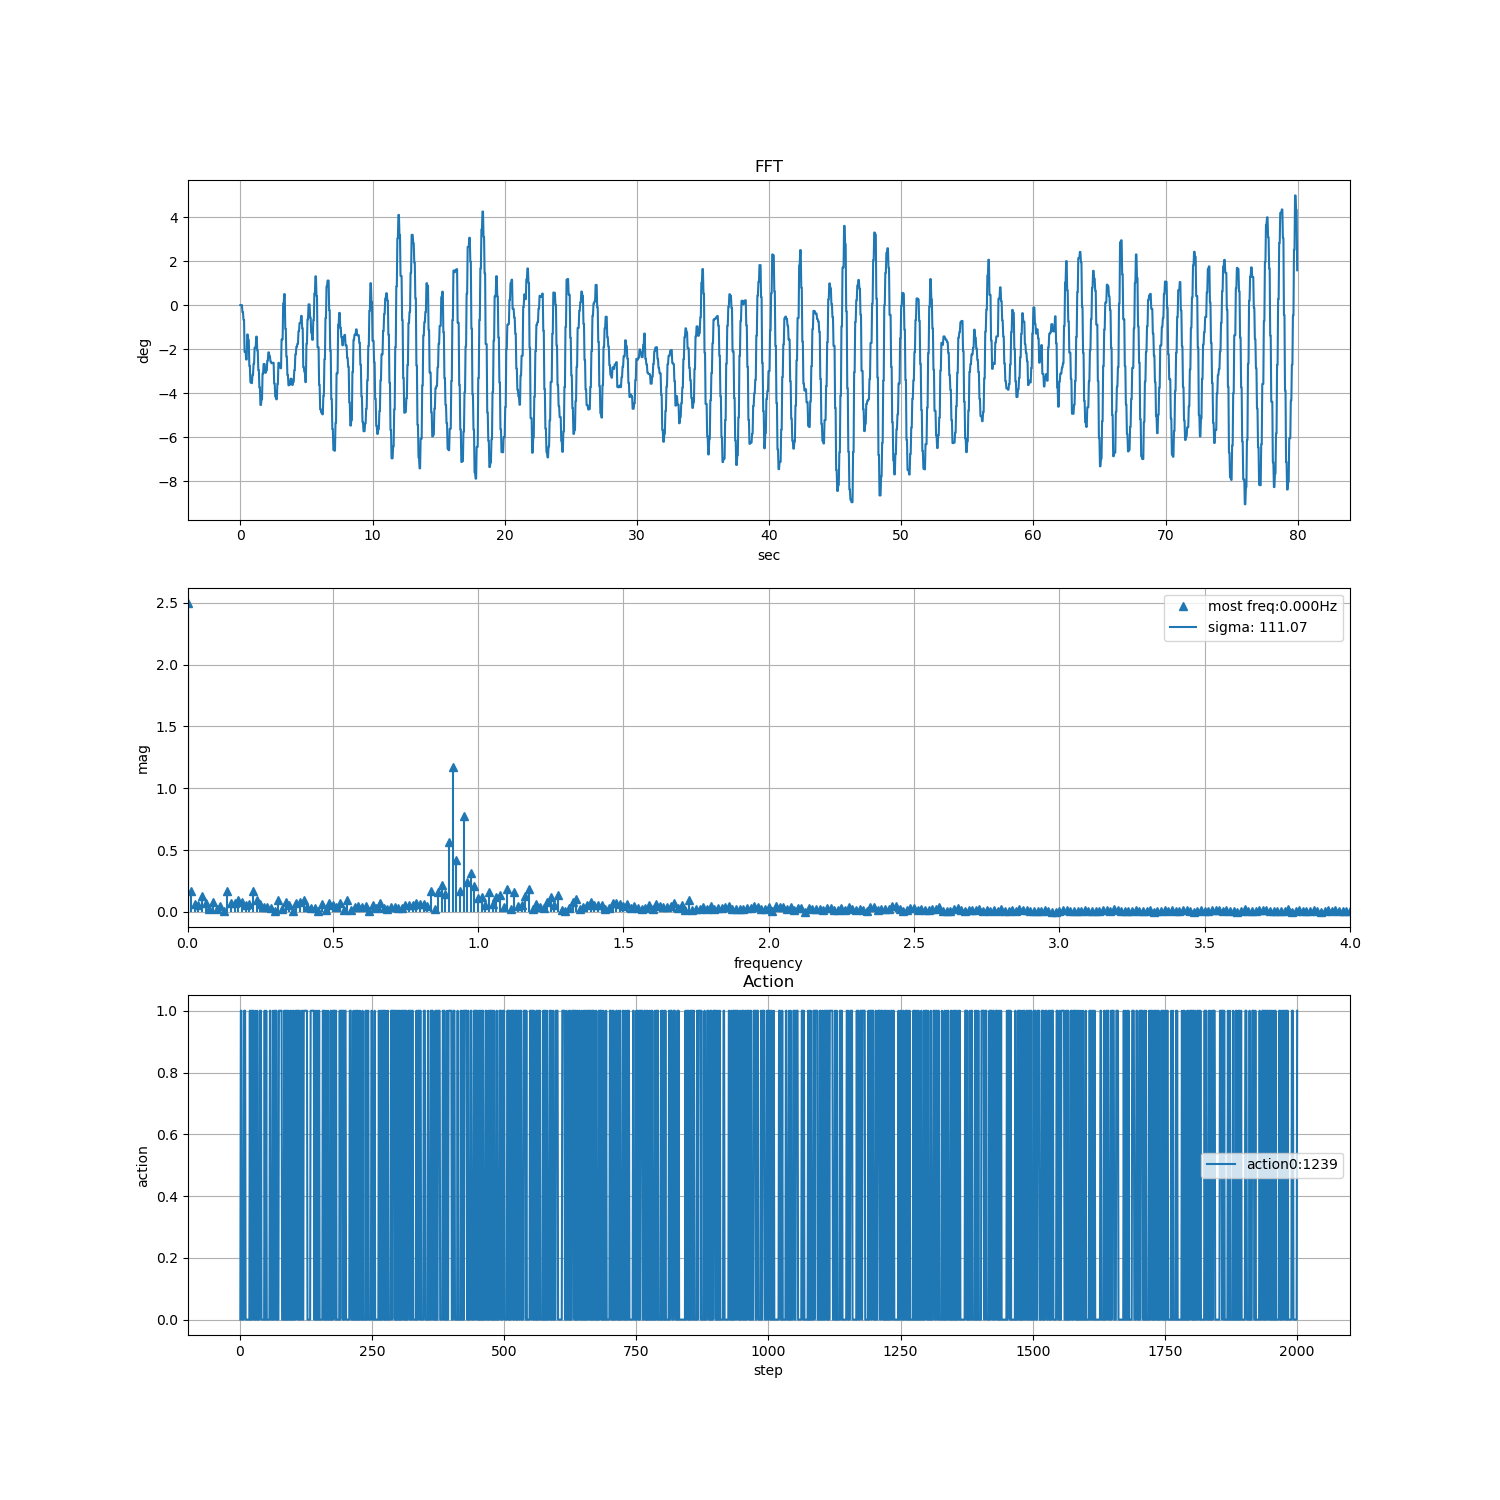 FFT
4
2
0
−2
−4
−6
−8
deg
0 10 20 30 40 50 60 70 80
sec
2.5
2.0
1.5
1.0
0.5
0.0
mag
most freq:0.000Hz
sigma: 111.07
0.0 0.5 1.0 1.5 2.0 2.5 3.0 3.5 4.0
frequency
Action
1.0
0.8
0.6
0.4
0.2
0.0
action
action0:1239
0 250 500 750 1000 1250 1500 1750 2000
step